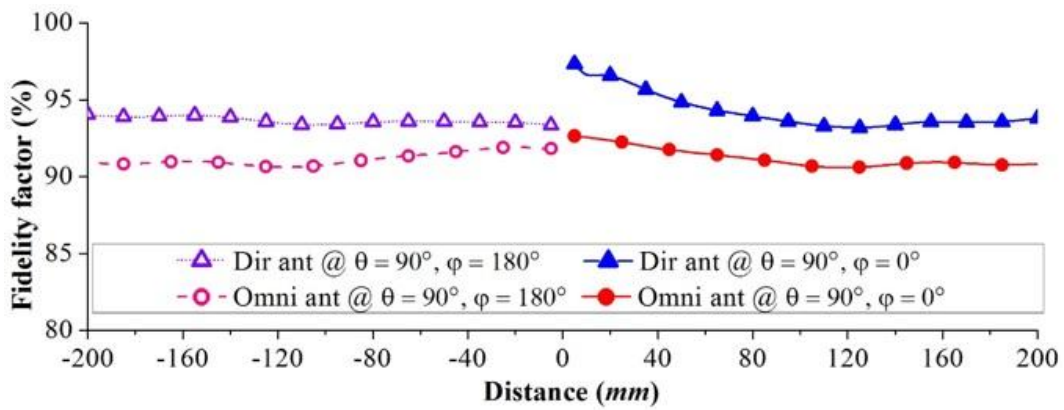 Fidelity factor (%)
100
95
90
85
80
Dir ant @ θ = 90°, φ = 180°
Dir ant @ θ = 90°, φ = 0°
Omni ant @ θ = 90°, φ = 180°
Omni ant @ θ = 90°, φ = 0°
-200 -160 -120 -80 -40 0 40 80 120 160 200
Distance (mm)